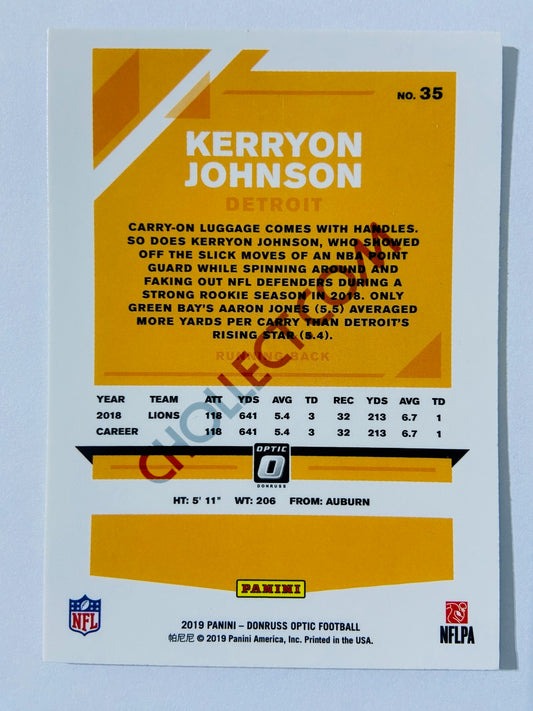 NO. 35
KERRYON
JOHNSON
DETROIT
CARRY-ON LUGGAGE COMES WITH HANDLES.
SO DOES KERRYON JOHNSON, WHO SHOWED
OFF THE SLICK MOVES OF AN NBA POINT
GUARD WHILE SPINNING AROUND AND
FAKING OUT NFL DEFENDERS DURING A
STRONG ROOKIE SEASON IN 2018. ONLY
GREEN BAY'S AARON JONES (5.5) AVERAGED
MORE YARDS PER CARRY THAN DETROIT'S
RISING STAR (5.4).
RUNNING BACK
CHOLLECT.COM
YEAR TEAM ATT YDS AVG TD REC YDS AVG TD
2018 LIONS 118 641 5.4 3 32 213 6.7 1
CAREER 118 641 5.4 3 32 213 6.7 1
OPTIC
DONRUSS
HT: 5' 11" WT: 206 FROM: AUBURN
PANINI
NFL
2019 PANINI – DONRUSS OPTIC FOOTBALL
帕尼尼 © 2019 Panini America, Inc. Printed in the USA.
NFLPA